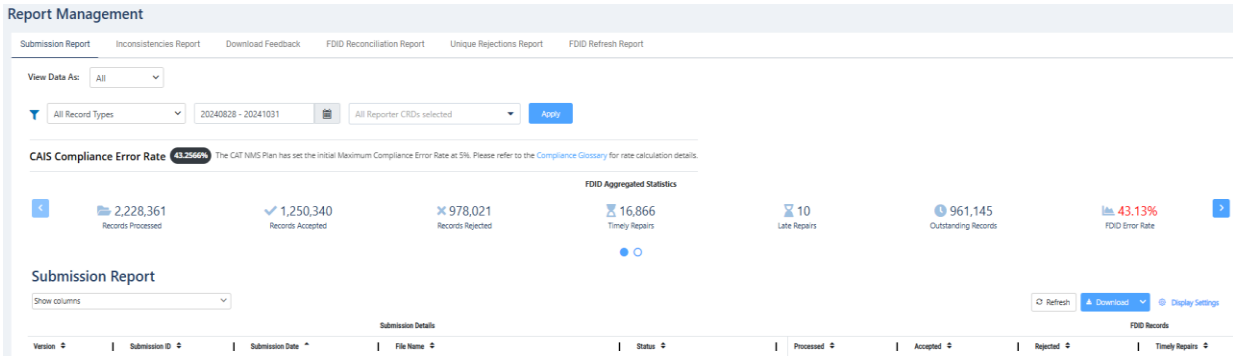 Report Management
Submission Report Inconsistencies Report Download Feedback FDID Reconciliation Report Unique Rejections Report FDID Refresh Report
View Data As: All
All Record Types 20240828 - 20241031 All Reporter CRDs selected Apply
CAIS Compliance Error Rate 43.2566% The CAT NMS Plan has set the initial Maximum Compliance Error Rate at 5%. Please refer to the Compliance Glossary for rate calculation details.
FDID Aggregated Statistics
2,228,361 1,250,340 978,021 16,866 10 961,145 43.13%
Records Processed Records Accepted Records Rejected Timely Repairs Late Repairs Outstanding Records FDID Error Rate
Submission Report
Show columns Refresh Download Display Settings
Submission Details FDID Records
Version Submission ID Submission Date File Name Status Processed Accepted Rejected Timely Repairs